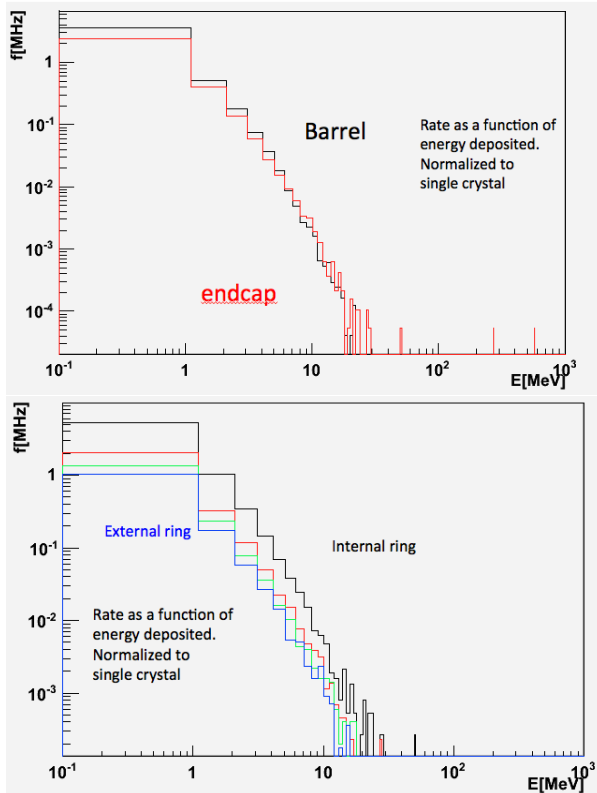 f[MHz]
1
10-1
10-2
10-3
10-4
Barrel
Rate as a function of
energy deposited.
Normalized to
single crystal
endcap
10-1
1
10
102
103
E[MeV]
f[MHz]
1
10-1
10-2
10-3
External ring
Internal ring
Rate as a function of
energy deposited.
Normalized to
single crystal
10-1
1
10
102
103
E[MeV]